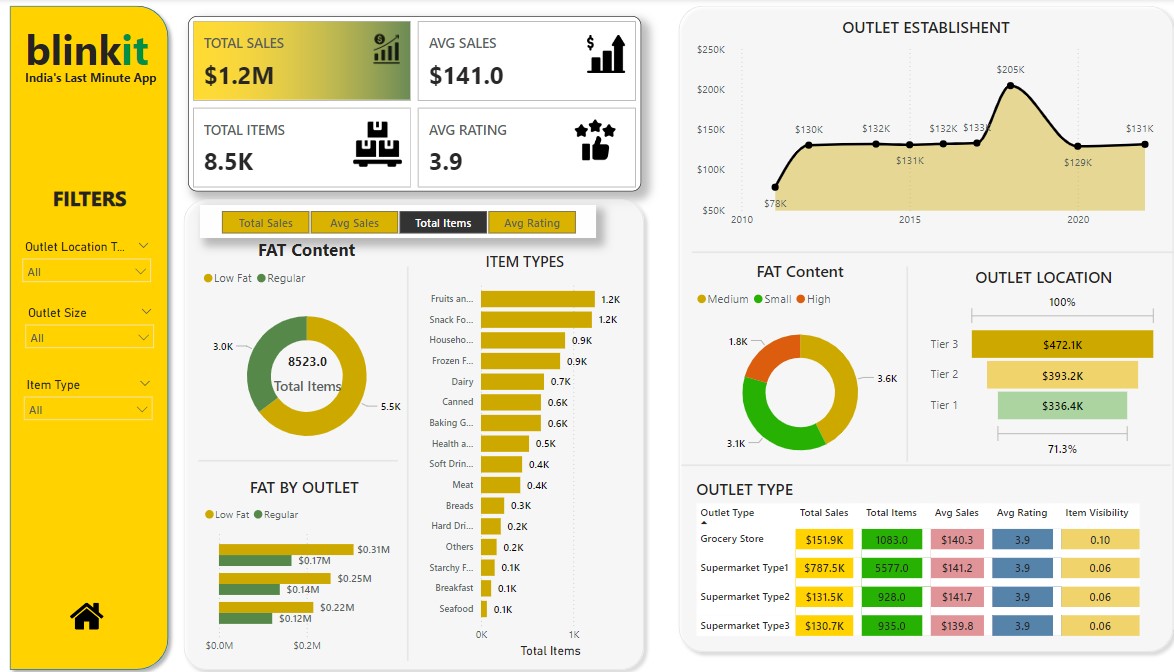 blinkit
India's Last Minute App
FILTERS
Outlet Location T...
All
Outlet Size
All
Item Type
All
TOTAL SALES
$1.2M
AVG SALES
$141.0
TOTAL ITEMS
8.5K
AVG RATING
3.9
Total Sales Avg Sales Total Items Avg Rating
FAT Content
Low Fat Regular
3.0K
8523.0
Total Items
5.5K
FAT BY OUTLET
Low Fat Regular
$0.31M
$0.17M
$0.25M
$0.14M
$0.22M
$0.12M
$0.0M $0.2M
ITEM TYPES
Fruits an... 1.2K
Snack Fo... 1.2K
Househo... 0.9K
Frozen F... 0.9K
Dairy 0.7K
Canned 0.6K
Baking G... 0.6K
Health a... 0.5K
Soft Drin... 0.4K
Meat 0.4K
Breads 0.3K
Hard Dri... 0.2K
Others 0.2K
Starchy F... 0.1K
Breakfast 0.1K
Seafood 0.1K
0K 1K
Total Items
OUTLET ESTABLISHENT
$250K
$200K
$150K
$100K
$50K
$78K
$130K
$132K
$131K
$132K
$133K
$205K
$129K
$131K
2010 2015 2020
FAT Content
Medium Small High
1.8K
3.6K
3.1K
OUTLET LOCATION
100%
Tier 3 $472.1K
Tier 2 $393.2K
Tier 1 $336.4K
71.3%
OUTLET TYPE
Outlet Type Total Sales Total Items Avg Sales Avg Rating Item Visibility
Grocery Store $151.9K 1083.0 $140.3 3.9 0.10
Supermarket Type1 $787.5K 5577.0 $141.2 3.9 0.06
Supermarket Type2 $131.5K 928.0 $141.7 3.9 0.06
Supermarket Type3 $130.7K 935.0 $139.8 3.9 0.06